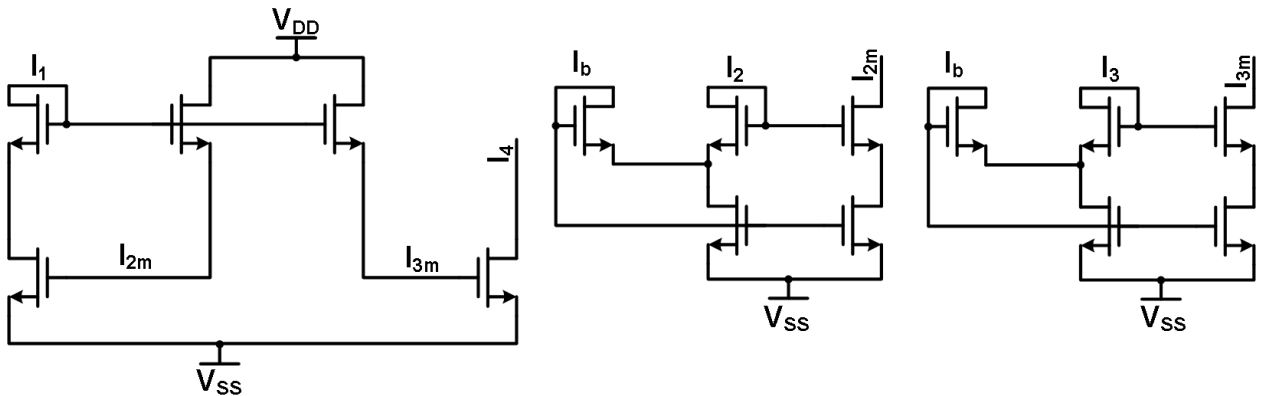 V_DD
I_1
I_4
I_2m
I_3m
V_SS
I_b
I_2
I_2m
V_SS
I_b
I_3
I_3m
V_SS